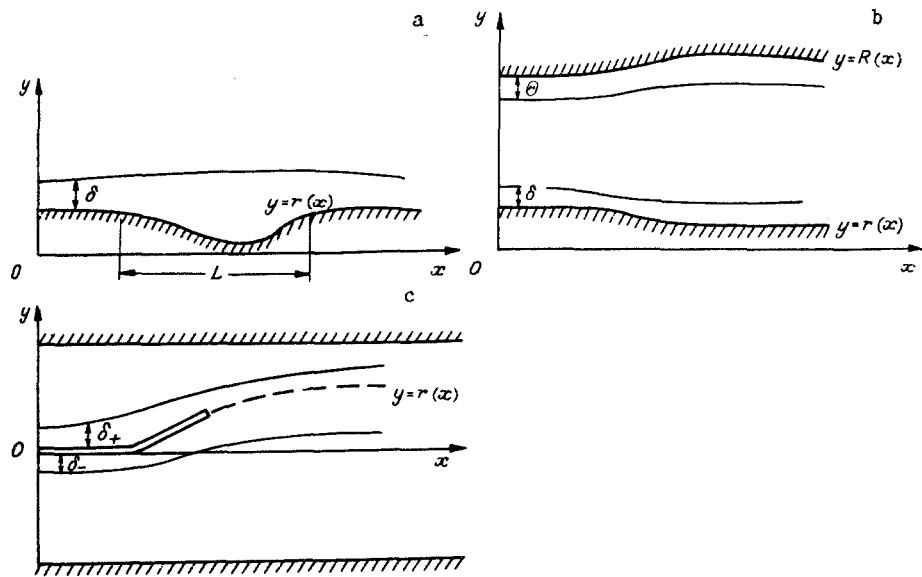 a
y
δ
y=r(x)
0
L
x
b
y
y=R(x)
Θ
δ
y=r(x)
0
x
c
y
y=r(x)
δ+
0
x
δ-